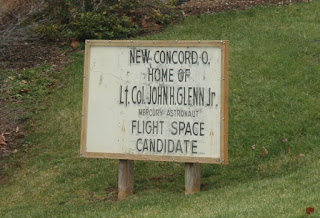 NEW CONCORD, O.
HOME OF
Lt. Col. JOHN H. GLENN Jr.
MERCURY ASTRONAUT
FLIGHT SPACE
CANDIDATE